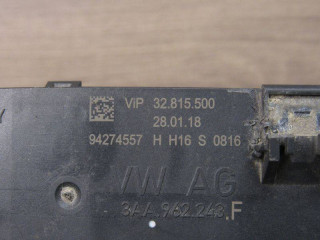 VIP 32.815.500
28.01.18
94274557 H H16 S 0816
VW AG
3AA.962.243.F